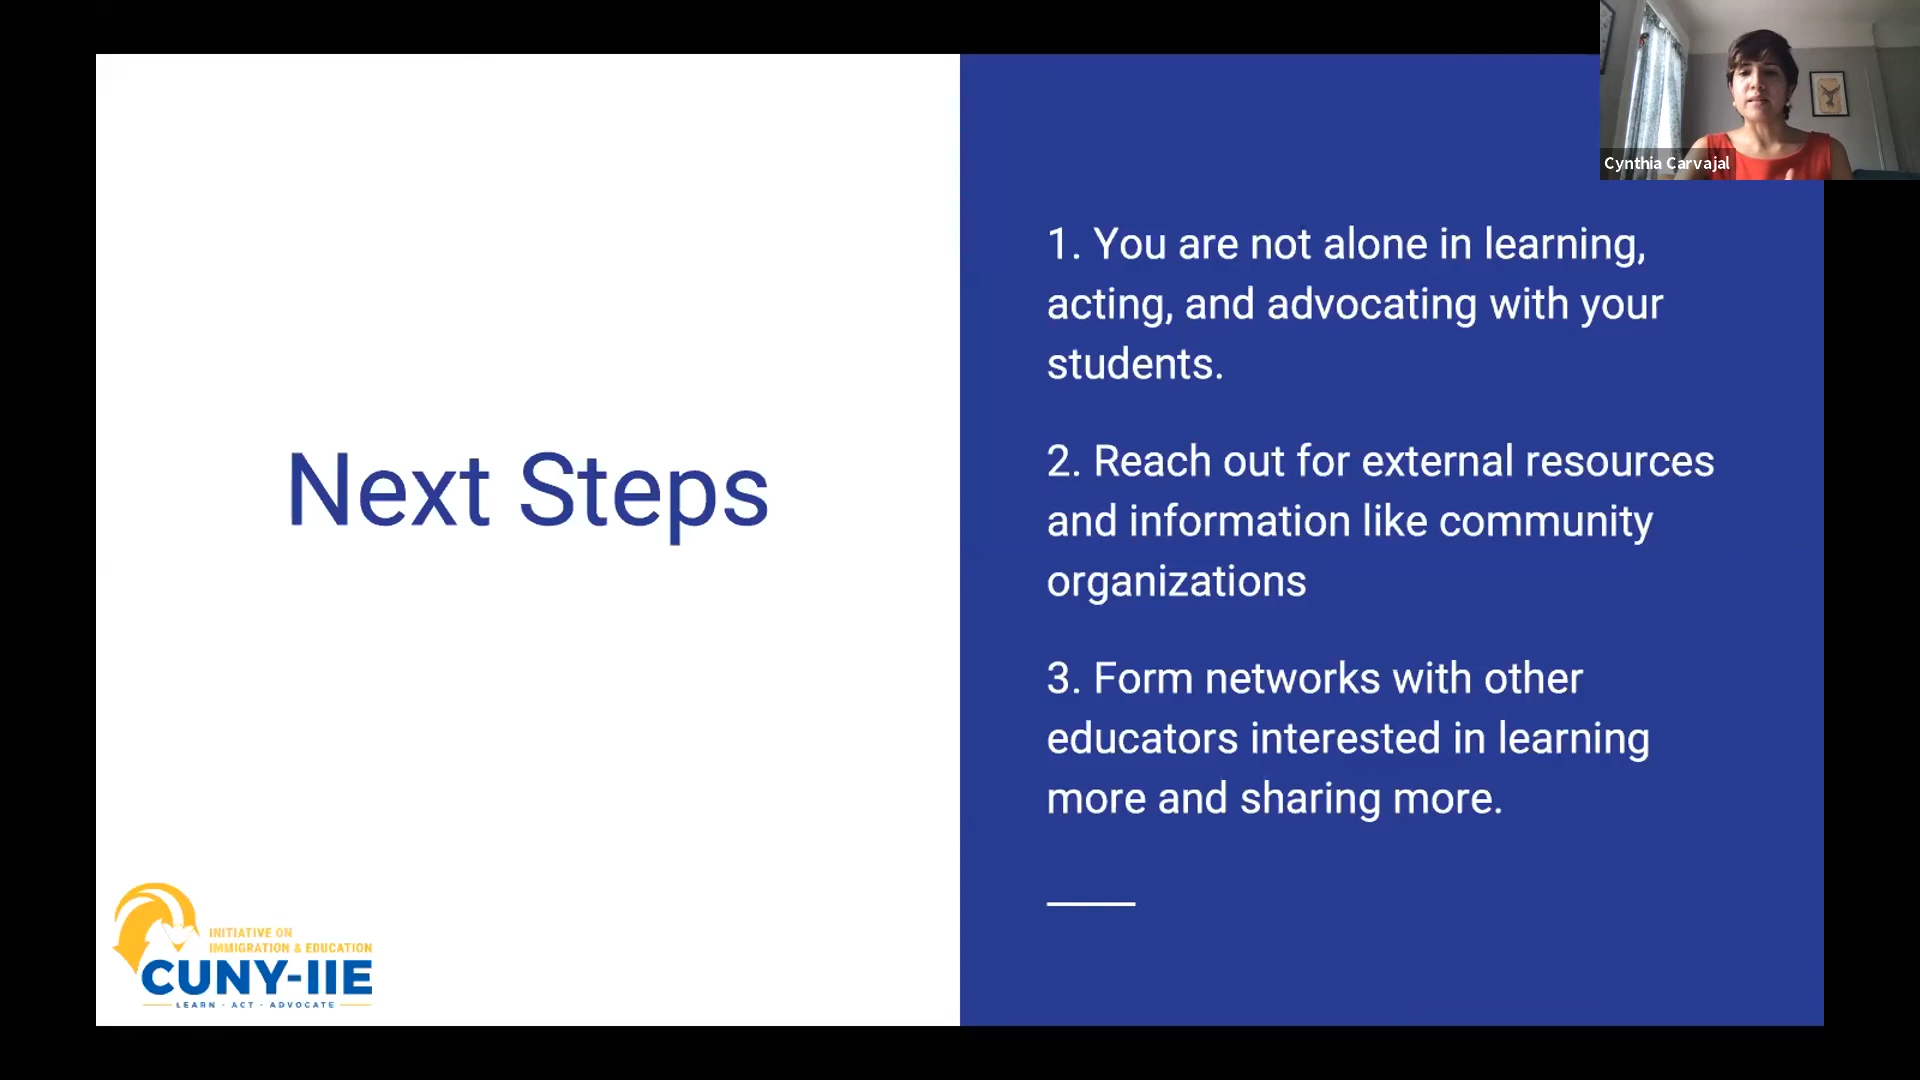 Cynthia Carvajal
Next Steps
1. You are not alone in learning,
acting, and advocating with your
students.
2. Reach out for external resources
and information like community
organizations
3. Form networks with other
educators interested in learning
more and sharing more.
INITIATIVE ON
IMMIGRATION & EDUCATION
CUNY-IIE
LEARN · ACT · ADVOCATE